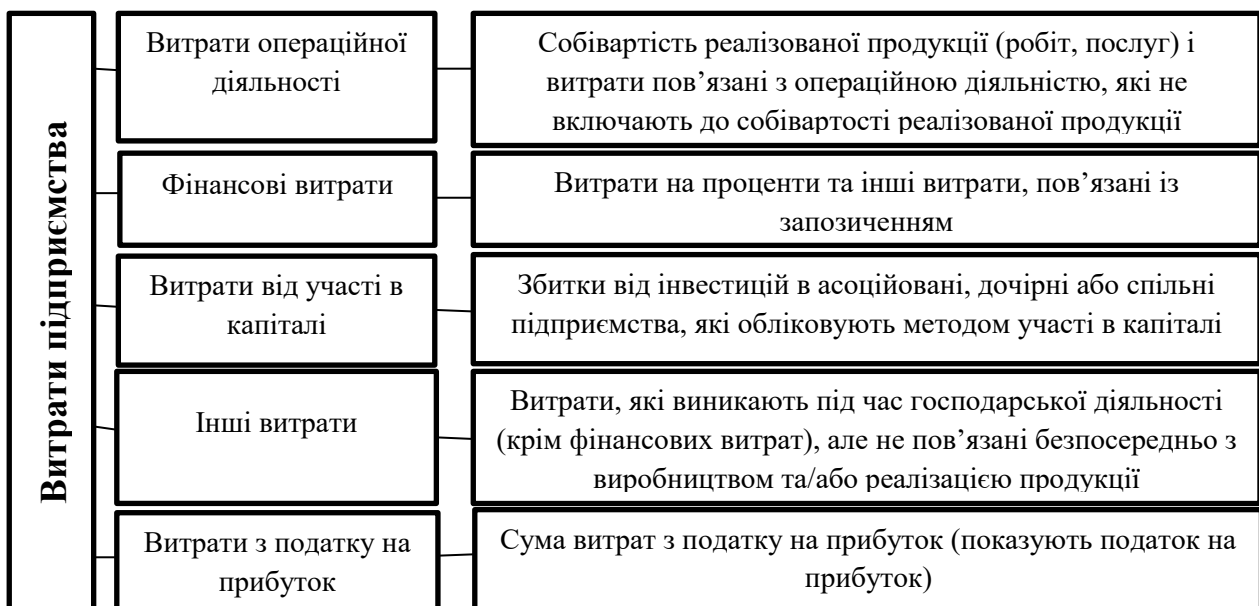 Витрати підприємства
Витрати операційної
діяльності
Собівартість реалізованої продукції (робіт, послуг) і
витрати пов’язані з операційною діяльністю, які не
включають до собівартості реалізованої продукції
Фінансові витрати
Витрати на проценти та інші витрати, пов’язані із
запозиченням
Витрати від участі в
капіталі
Збитки від інвестицій в асоційовані, дочірні або спільні
підприємства, які обліковують методом участі в капіталі
Інші витрати
Витрати, які виникають під час господарської діяльності
(крім фінансових витрат), але не пов’язані безпосередньо з
виробництвом та/або реалізацією продукції
Витрати з податку на
прибуток
Сума витрат з податку на прибуток (показують податок на
прибуток)